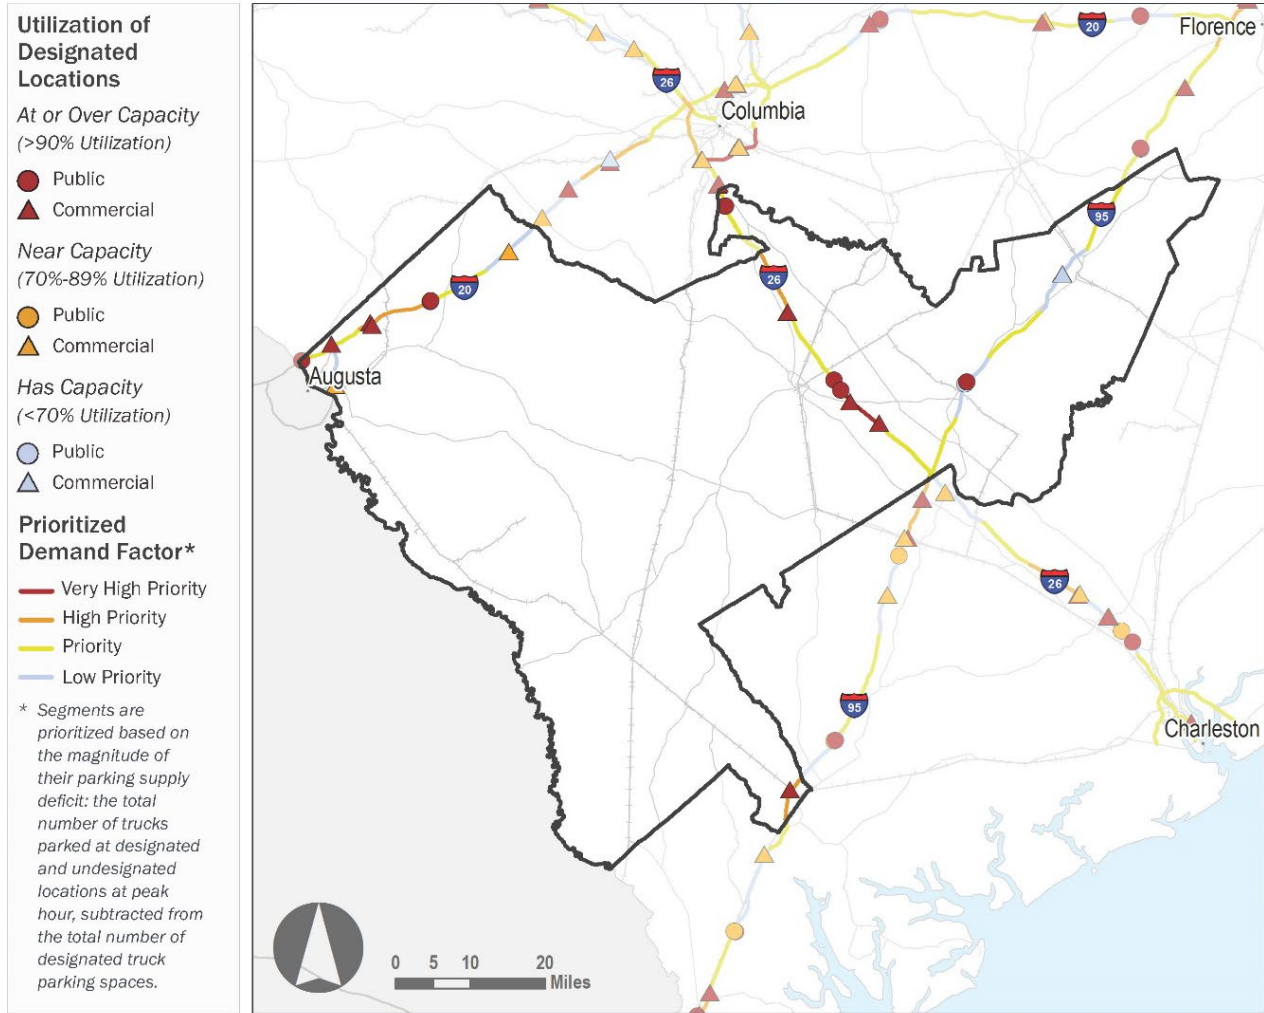 Utilization of
Designated
Locations
At or Over Capacity
(>90% Utilization)
Public
Commercial
Near Capacity
(70%-89% Utilization)
Public
Commercial
Has Capacity
(<70% Utilization)
Public
Commercial
Prioritized
Demand Factor*
Very High Priority
High Priority
Priority
Low Priority
* Segments are
prioritized based on
the magnitude of
their parking supply
deficit: the total
number of trucks
parked at designated
and undesignated
locations at peak
hour, subtracted from
the total number of
designated truck
parking spaces.
20
Florence
26
Columbia
95
26
20
Augusta
26
95
Charleston
0 5 10 20
Miles